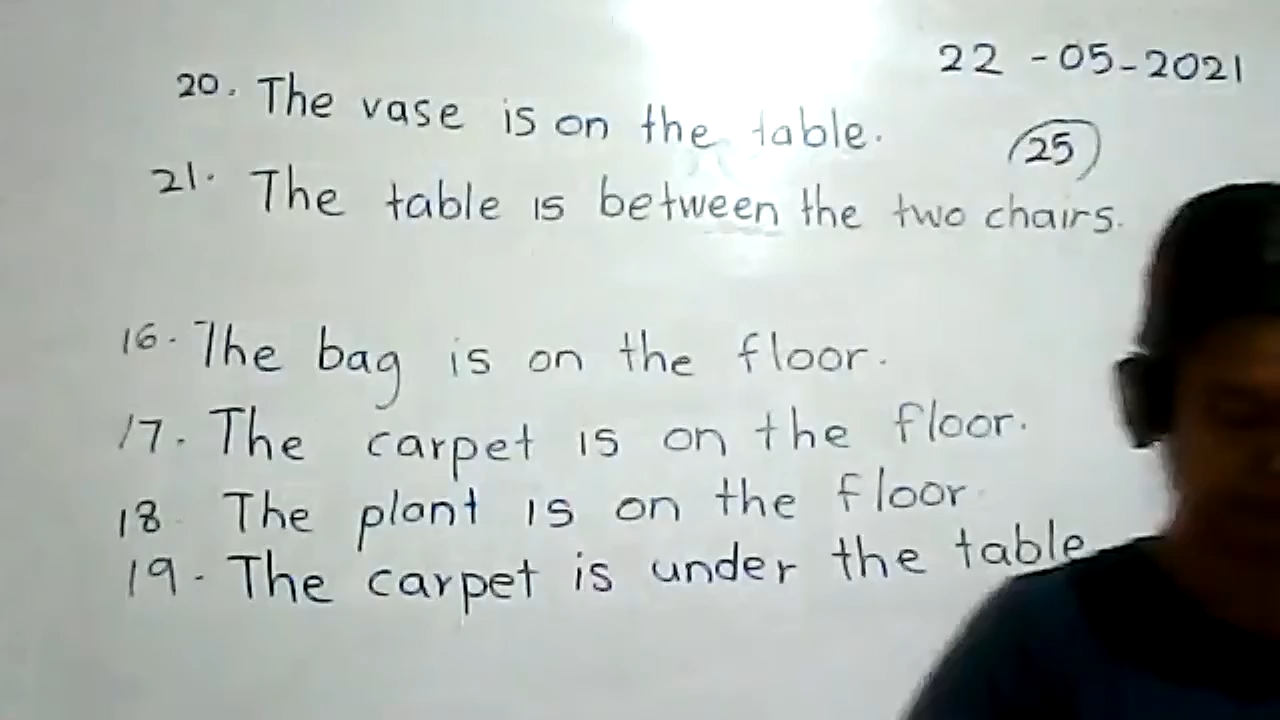 22 -05-2021
20. The vase is on the table.
25
21. The table is between the two chairs.
16. The bag is on the floor.
17. The carpet is on the floor.
18 The plant is on the floor.
19. The carpet is under the table